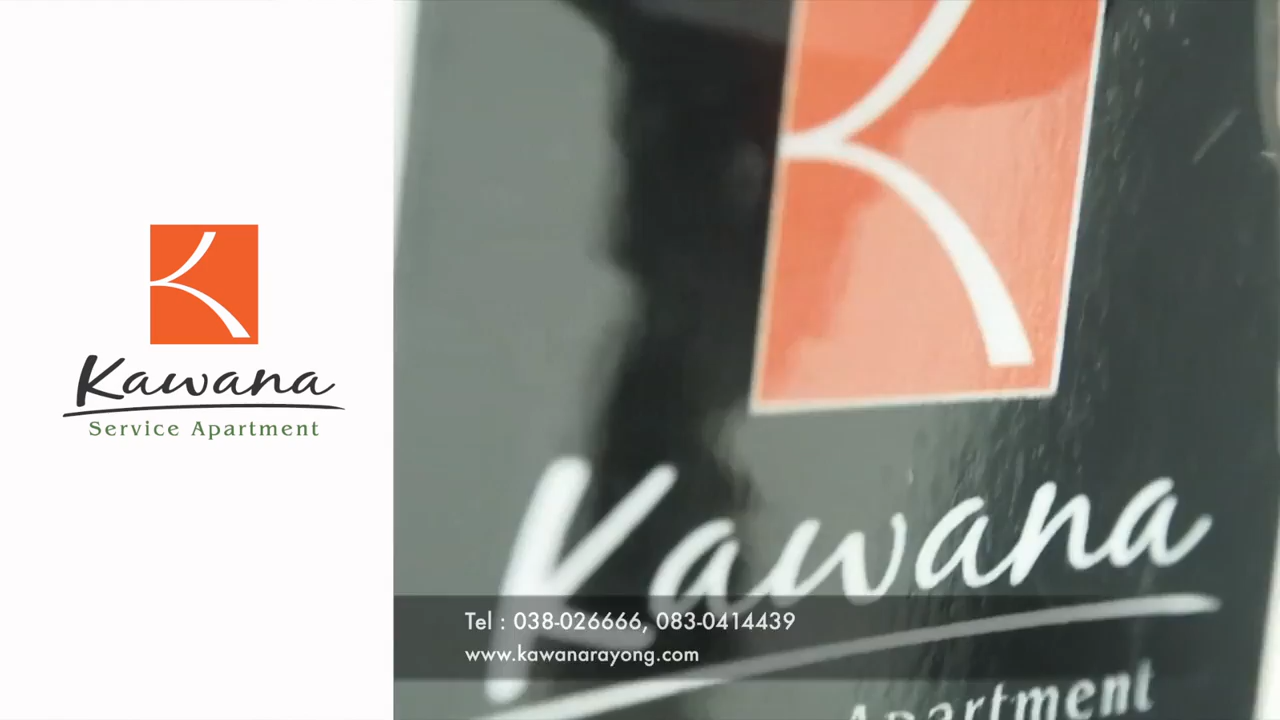 Kawana
Service Apartment
Kawana
Apartment
Tel : 038-026666, 083-0414439
www.kawanarayong.com